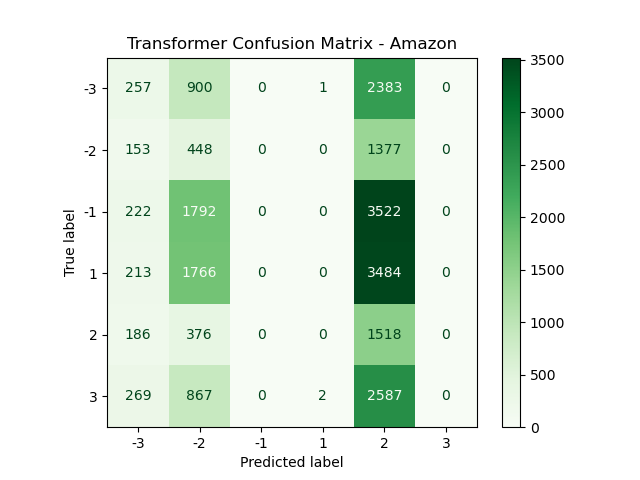 Transformer Confusion Matrix - Amazon
True label
-3 257 900 0 1 2383 0
-2 153 448 0 0 1377 0
-1 222 1792 0 0 3522 0
1 213 1766 0 0 3484 0
2 186 376 0 0 1518 0
3 269 867 0 2 2587 0
-3 -2 -1 1 2 3
Predicted label
3500
3000
2500
2000
1500
1000
500
0